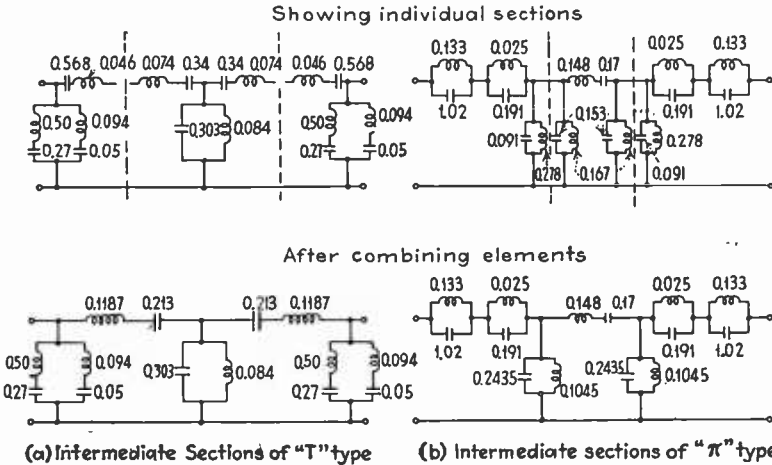 Showing individual sections
0.568 0.046 0.074 0.34 0.34 0.074 0.046 0.568
0.50 0.094 0.303 0.084 0.50 0.094
0.27 0.05 0.27 0.05
0.133 0.025 0.148 0.17 0.025 0.133
1.02 0.191 0.153 0.191 1.02
0.091 0.278
0.278 0.167 0.091
After combining elements
0.1187 0.213 0.213 0.1187
0.50 0.094 0.303 0.084 0.50 0.094
0.27 0.05 0.27 0.05
0.133 0.025 0.148 0.17 0.025 0.133
1.02 0.191 0.191 1.02
0.2435 0.1045 0.2435 0.1045
(a) Intermediate Sections of "T" type
(b) Intermediate sections of "π" type